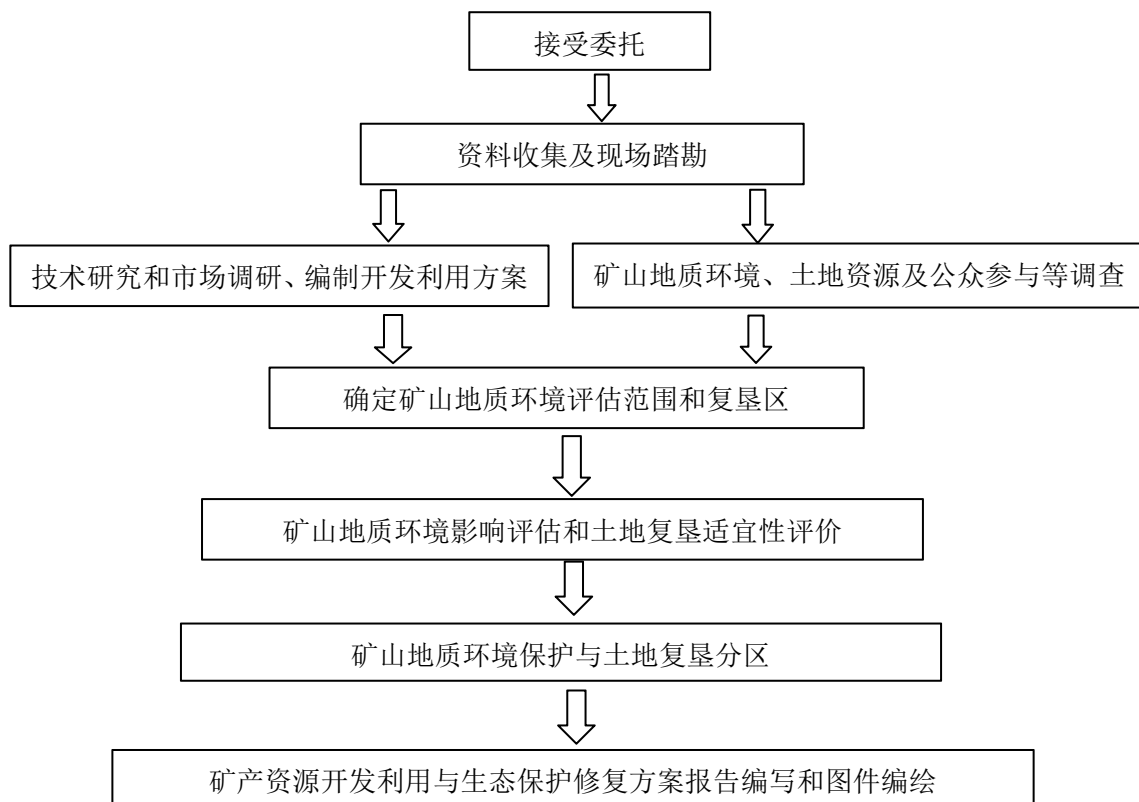 接受委托
资料收集及现场踏勘
技术研究和市场调研、编制开发利用方案
矿山地质环境、土地资源及公众参与等调查
确定矿山地质环境评估范围和复垦区
矿山地质环境影响评估和土地复垦适宜性评价
矿山地质环境保护与土地复垦分区
矿产资源开发利用与生态保护修复方案报告编写和图件编绘